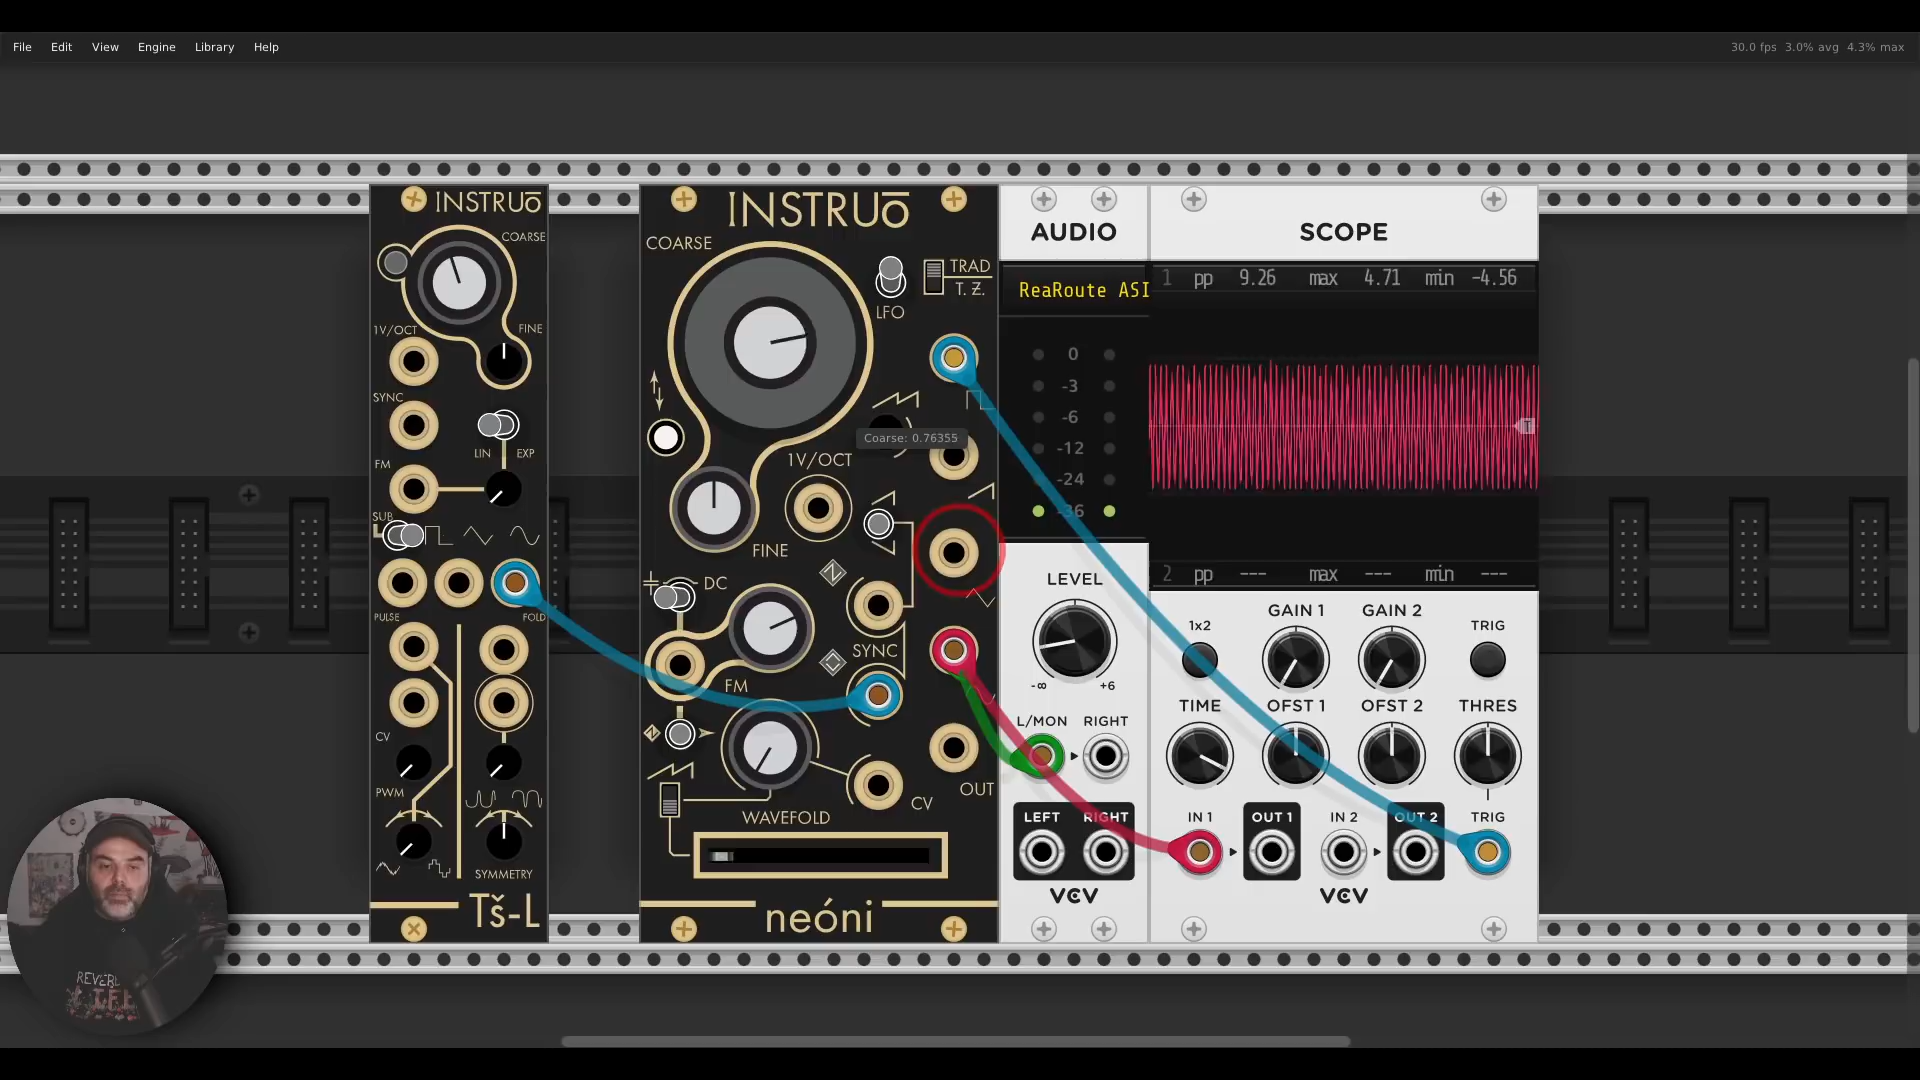 File Edit View Engine Library Help
30.0 fps 3.0% avg 4.3% max
INSTRUō
COARSE
1V/OCT
FINE
SYNC
LIN EXP
FM
SUB
PULSE
FOLD
CV
PWM
SYMMETRY
Tš-L
INSTRUō
COARSE
TRAD
T. Z.
LFO
Coarse: 0.76355
1V/OCT
FINE
DC
SYNC
FM
CV
OUT
WAVEFOLD
neóni
AUDIO
ReaRoute ASI
0
-3
-6
-12
-24
-36
LEVEL
-∞ +6
L/MON RIGHT
LEFT RIGHT
VCV
SCOPE
1 pp 9.26 max 4.71 min -4.56
T
2 pp --- max --- min ---
GAIN 1 GAIN 2
1x2 TRIG
TIME OFST 1 OFST 2 THRES
IN 1 OUT 1 IN 2 OUT 2 TRIG
VCV